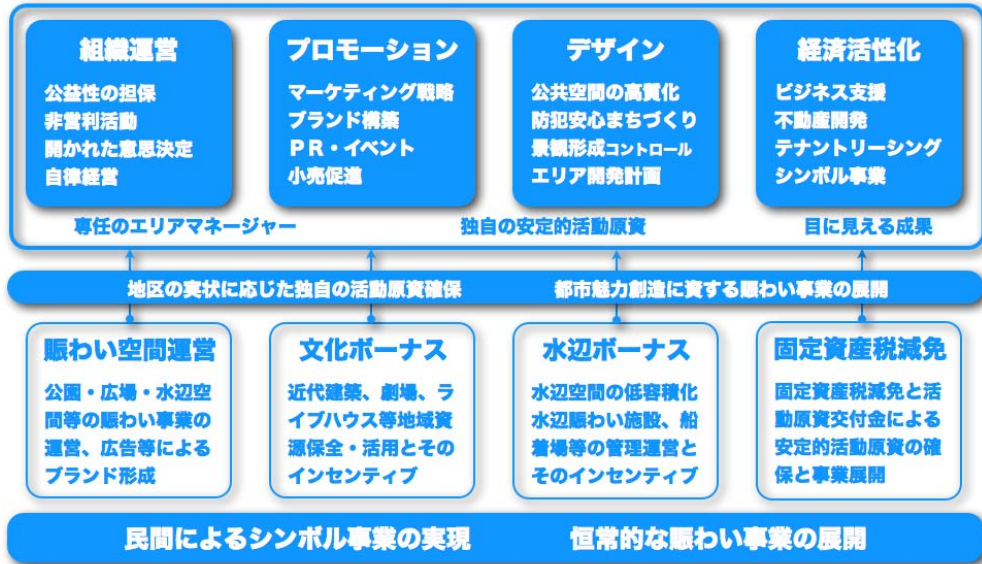 組織運営
公益性の担保
非営利活動
開かれた意思決定
自律経営
プロモーション
マーケティング戦略
ブランド構築
ＰＲ・イベント
小売促進
デザイン
公共空間の高質化
防犯安心まちづくり
景観形成コントロール
エリア開発計画
経済活性化
ビジネス支援
不動産開発
テナントリーシング
シンボル事業
専任のエリアマネージャー
独自の安定的活動原資
目に見える成果
地区の実状に応じた独自の活動原資確保
都市魅力創造に資する賑わい事業の展開
賑わい空間運営
公園・広場・水辺空
間等の賑わい事業の
運営、広告等による
ブランド形成
文化ボーナス
近代建築、劇場、ラ
イブハウス等地域資
源保全・活用とその
インセンティブ
水辺ボーナス
水辺空間の低容積化
水辺賑わい施設、船
着場等の管理運営と
そのインセンティブ
固定資産税減免
固定資産税減免と活
動原資交付金による
安定的活動原資の確
保と事業展開
民間によるシンボル事業の実現
恒常的な賑わい事業の展開